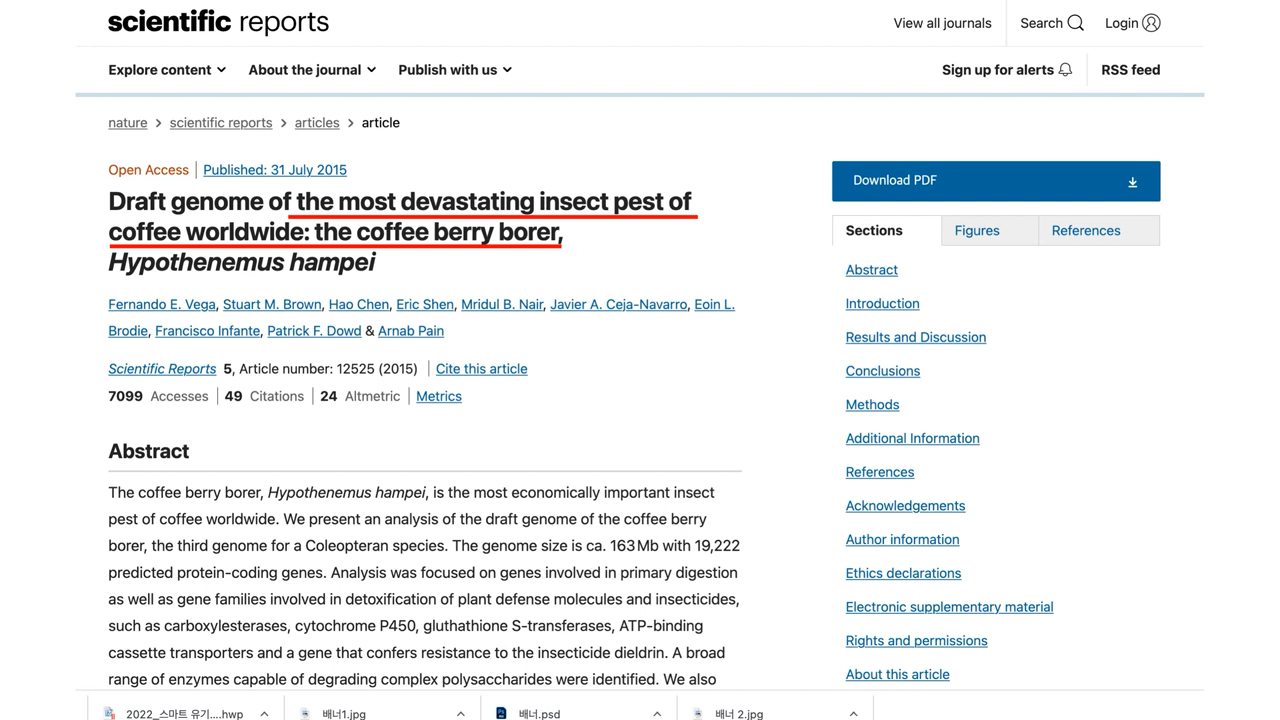 scientific reports
View all journals
Search
Login
Explore content
About the journal
Publish with us
Sign up for alerts
RSS feed
nature > scientific reports > articles > article
Open Access | Published: 31 July 2015
Draft genome of the most devastating insect pest of
coffee worldwide: the coffee berry borer,
Hypothenemus hampei
Fernando E. Vega, Stuart M. Brown, Hao Chen, Eric Shen, Mridul B. Nair, Javier A. Ceja-Navarro, Eoin L.
Brodie, Francisco Infante, Patrick F. Dowd & Arnab Pain
Scientific Reports 5, Article number: 12525 (2015) | Cite this article
7099 Accesses | 49 Citations | 24 Altmetric | Metrics
Abstract
The coffee berry borer, Hypothenemus hampei, is the most economically important insect
pest of coffee worldwide. We present an analysis of the draft genome of the coffee berry
borer, the third genome for a Coleopteran species. The genome size is ca. 163 Mb with 19,222
predicted protein-coding genes. Analysis was focused on genes involved in primary digestion
as well as gene families involved in detoxification of plant defense molecules and insecticides,
such as carboxylesterases, cytochrome P450, gluthathione S-transferases, ATP-binding
cassette transporters and a gene that confers resistance to the insecticide dieldrin. A broad
range of enzymes capable of degrading complex polysaccharides were identified. We also
Download PDF
Sections
Figures
References
Abstract
Introduction
Results and Discussion
Conclusions
Methods
Additional Information
References
Acknowledgements
Author information
Ethics declarations
Electronic supplementary material
Rights and permissions
About this article
2022_스마트 유기....hwp
배너1.jpg
배너.psd
배너 2.jpg